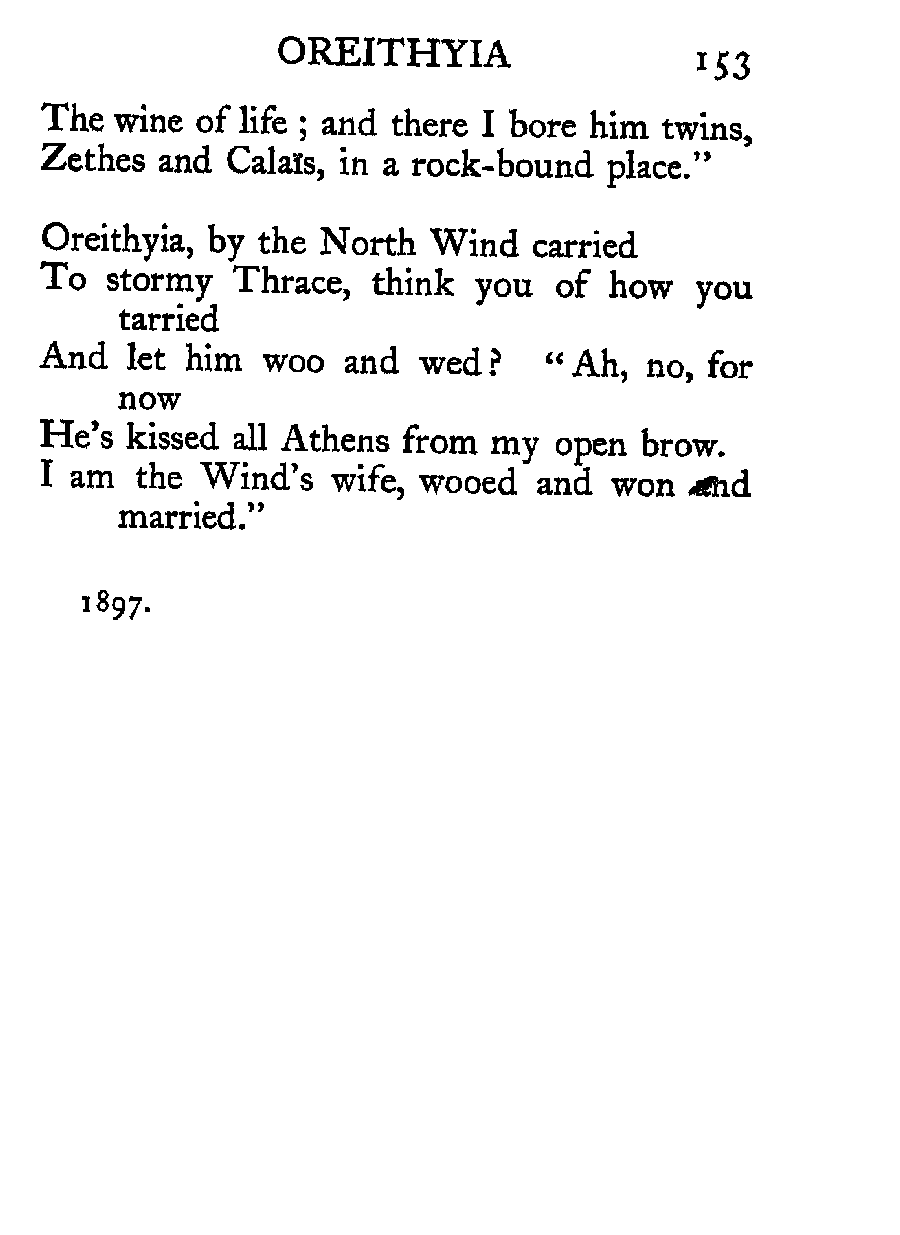 OREITHYIA 153
The wine of life ; and there I bore him twins,
Zethes and Calaïs, in a rock-bound place.”
Oreithyia, by the North Wind carried
To stormy Thrace, think you of how you
tarried
And let him woo and wed? “ Ah, no, for
now
He’s kissed all Athens from my open brow.
I am the Wind’s wife, wooed and won and
married.”
1897.